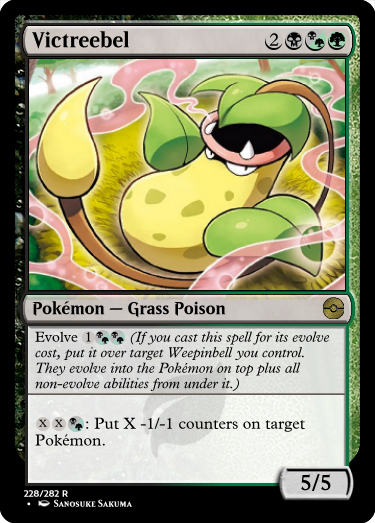 Victreebel 2
Pokémon — Grass Poison
Evolve 1 (If you cast this spell for its evolve
cost, put it over target Weepinbell you control.
They evolve into the Pokémon on top plus all
non-evolve abilities from under it.)
X X : Put X -1/-1 counters on target
Pokémon.
5/5
228/282 R
• Sanosuke Sakuma